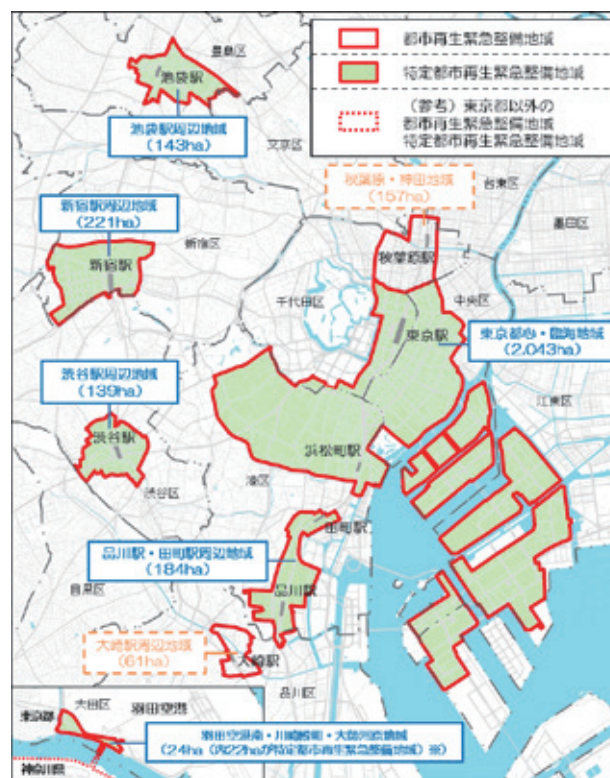 都市再生緊急整備地域
特定都市再生緊急整備地域
（参考）東京都以外の
都市再生緊急整備地域
特定都市再生緊急整備地域
豊島区
池袋駅
池袋駅周辺地域
（143ha）
文京区
秋葉原・神田地域
（157ha）
台東区
墨田区
新宿駅周辺地域
（221ha）
新宿区
新宿駅
秋葉原駅
千代田区
中央区
東京駅
東京都心・臨海地域
（2,043ha）
渋谷駅周辺地域
（139ha）
渋谷駅
渋谷区
江東区
浜松町駅
港区
田町駅
品川駅・田町駅周辺地域
（184ha）
品川駅
目黒区
大崎駅周辺地域
（61ha）
大崎駅
品川区
大田区
羽田空港
東京都
羽田空港南・川崎殿町・大師河原地域
（24ha（内22haが特定都市再生緊急整備地域）※）
神奈川県